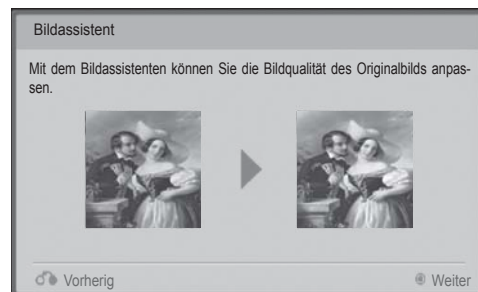 Bildassistent
Mit dem Bildassistenten können Sie die Bildqualität des Originalbilds anpas-
sen.
Vorherig
Weiter